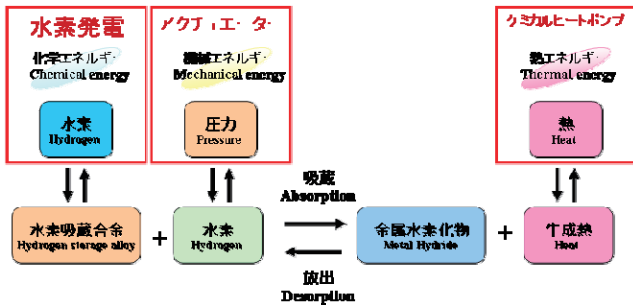 水素発電
アクチュエータ
ケミカルヒートポンプ
化学エネルギー
Chemical energy
機械エネルギー
Mechanical energy
熱エネルギー
Thermal energy
水素
Hydrogen
圧力
Pressure
熱
Heat
吸蔵
Absorption
水素吸蔵合金
Hydrogen storage alloy
+
水素
Hydrogen
金属水素化物
Metal Hydride
+
生成熱
Heat
放出
Desorption